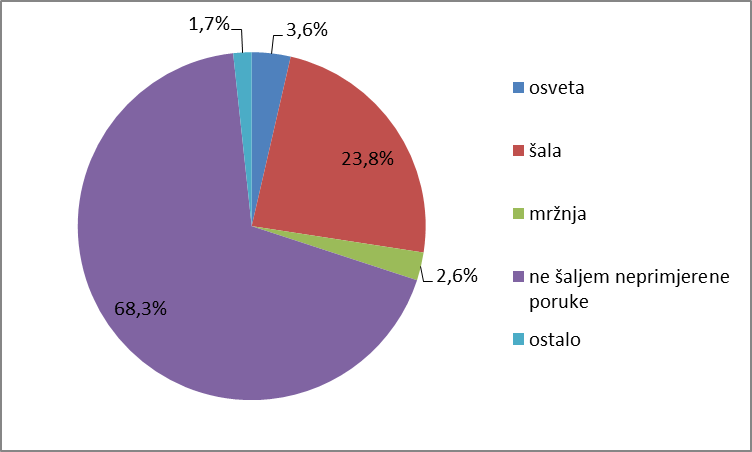 1,7%
3,6%
23,8%
2,6%
68,3%
osveta
šala
mržnja
ne šaljem neprimjerene
poruke
ostalo